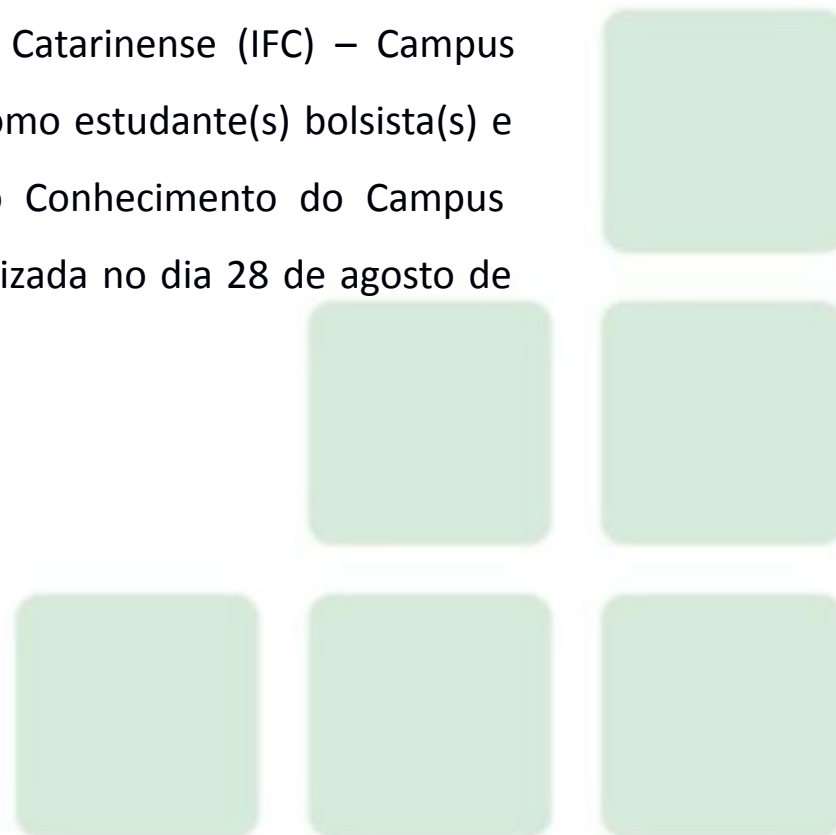 Catarinense (IFC) – Campus
omo estudante(s) bolsista(s) e
o Conhecimento do Campus
izada no dia 28 de agosto de